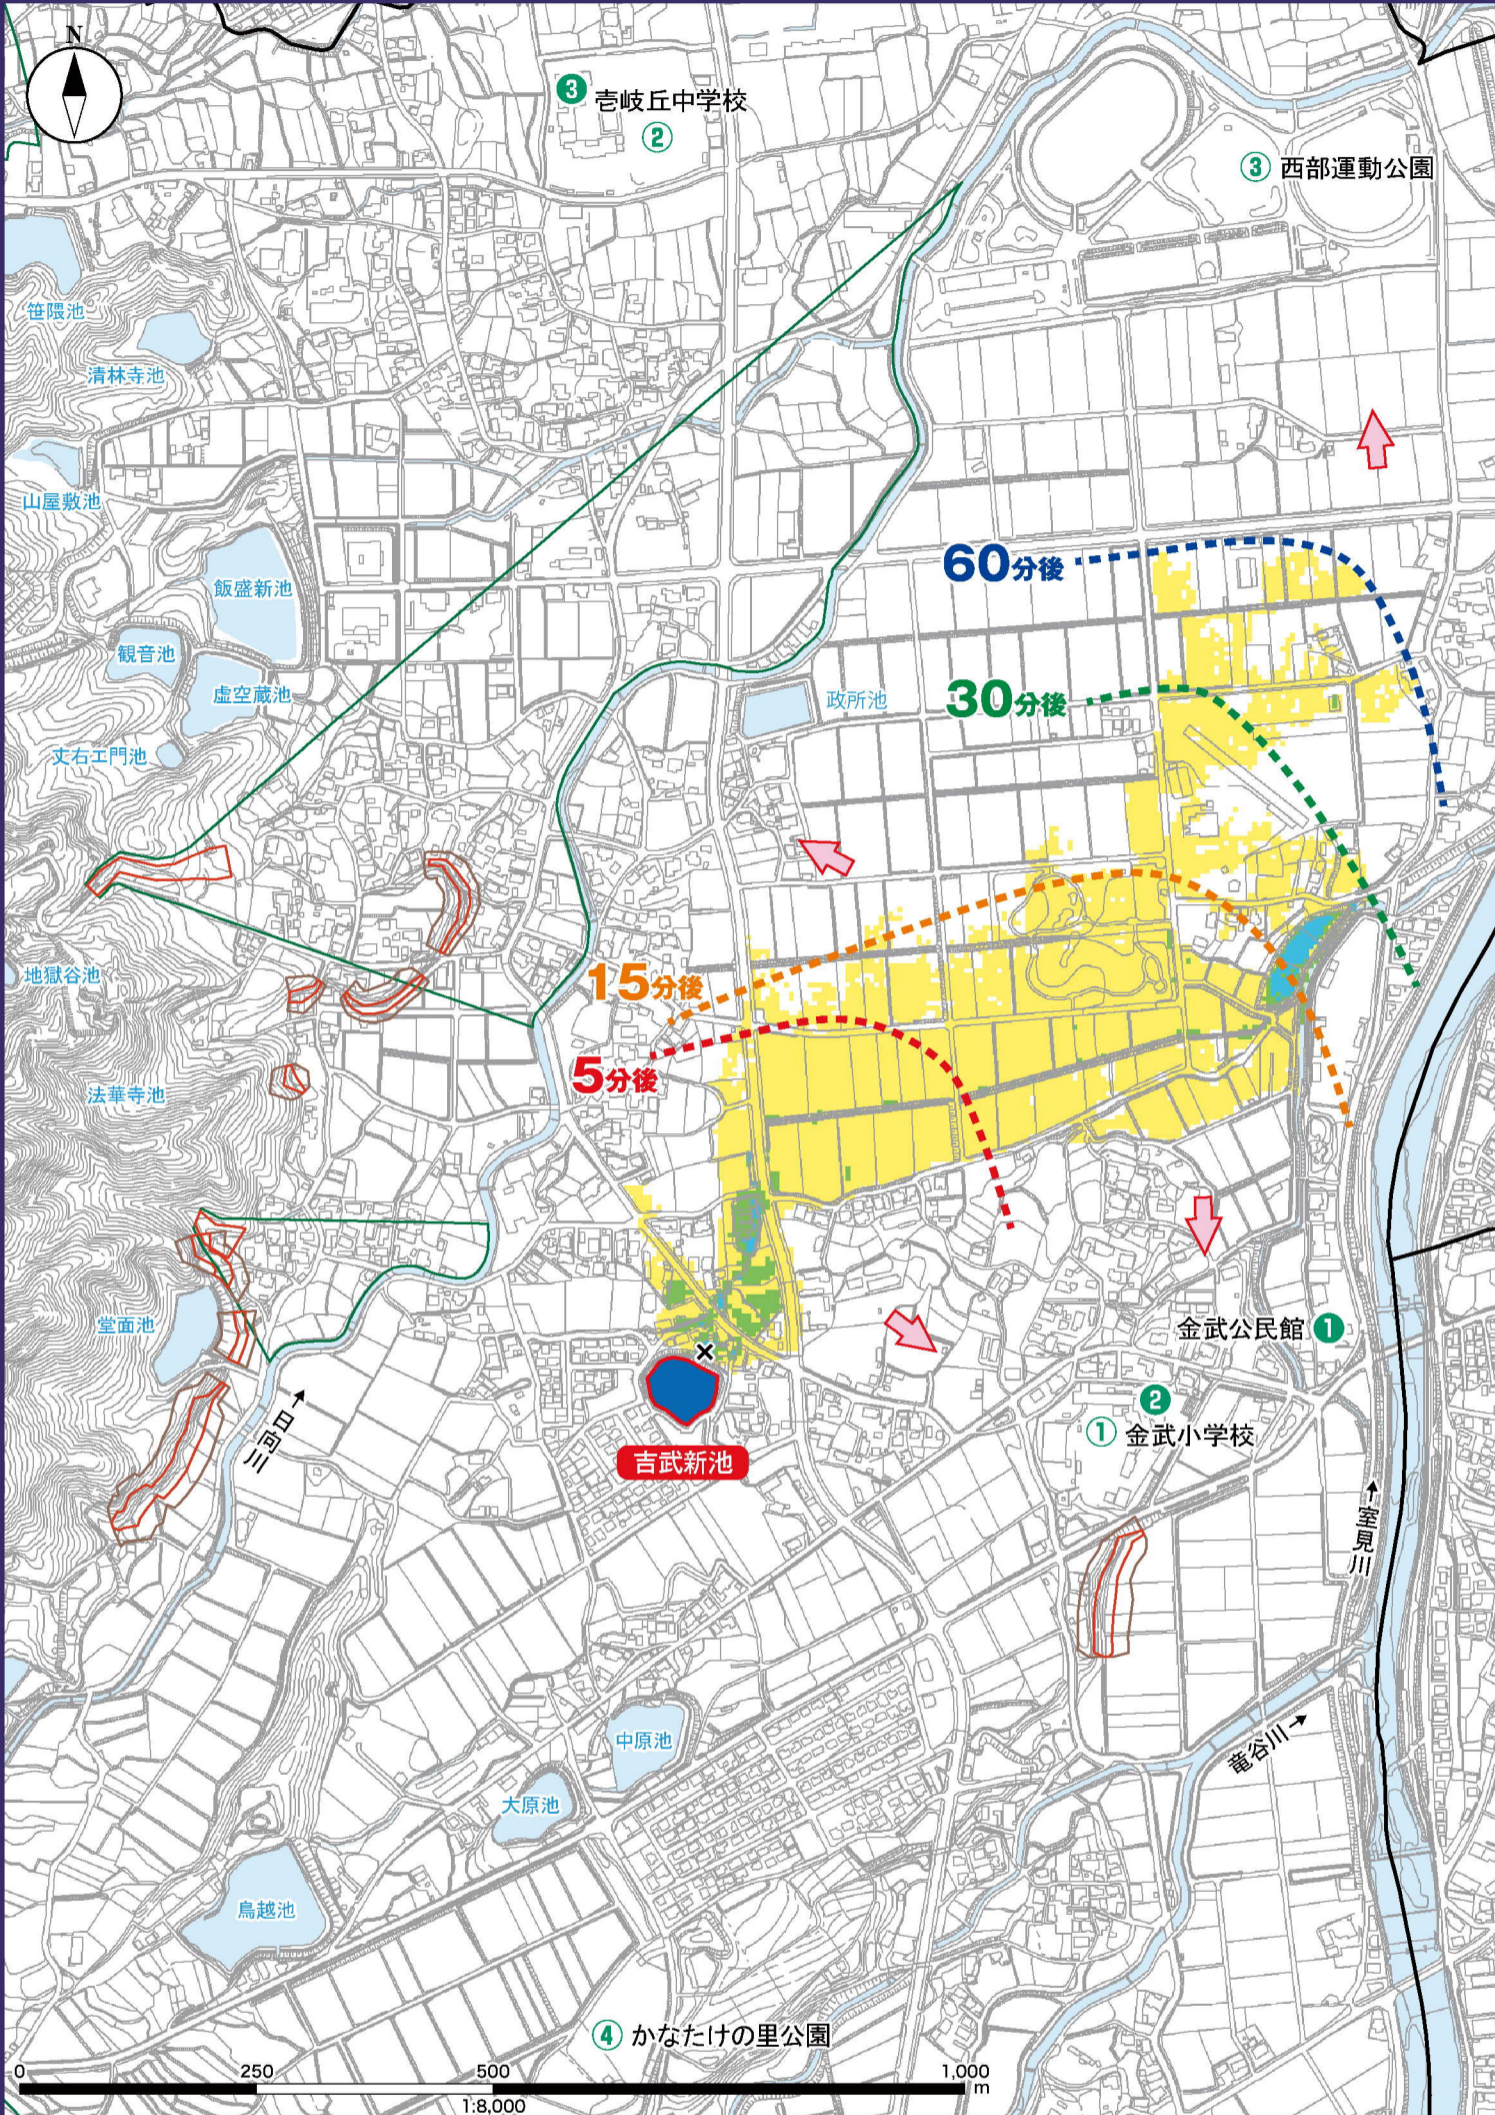 N
3 壱岐丘中学校
②
③ 西部運動公園
笹隈池
清林寺池
山屋敷池
飯盛新池
60分後
観音池
虚空蔵池
政所池
30分後
丈右エ門池
地獄谷池
15分後
5分後
法華寺池
堂面池
金武公民館 1
×
2
① 金武小学校
日向川
吉武新池
室見川
中原池
竜谷川
大原池
鳥越池
④ かなたけの里公園
0 250 500 1,000
m
1:8,000